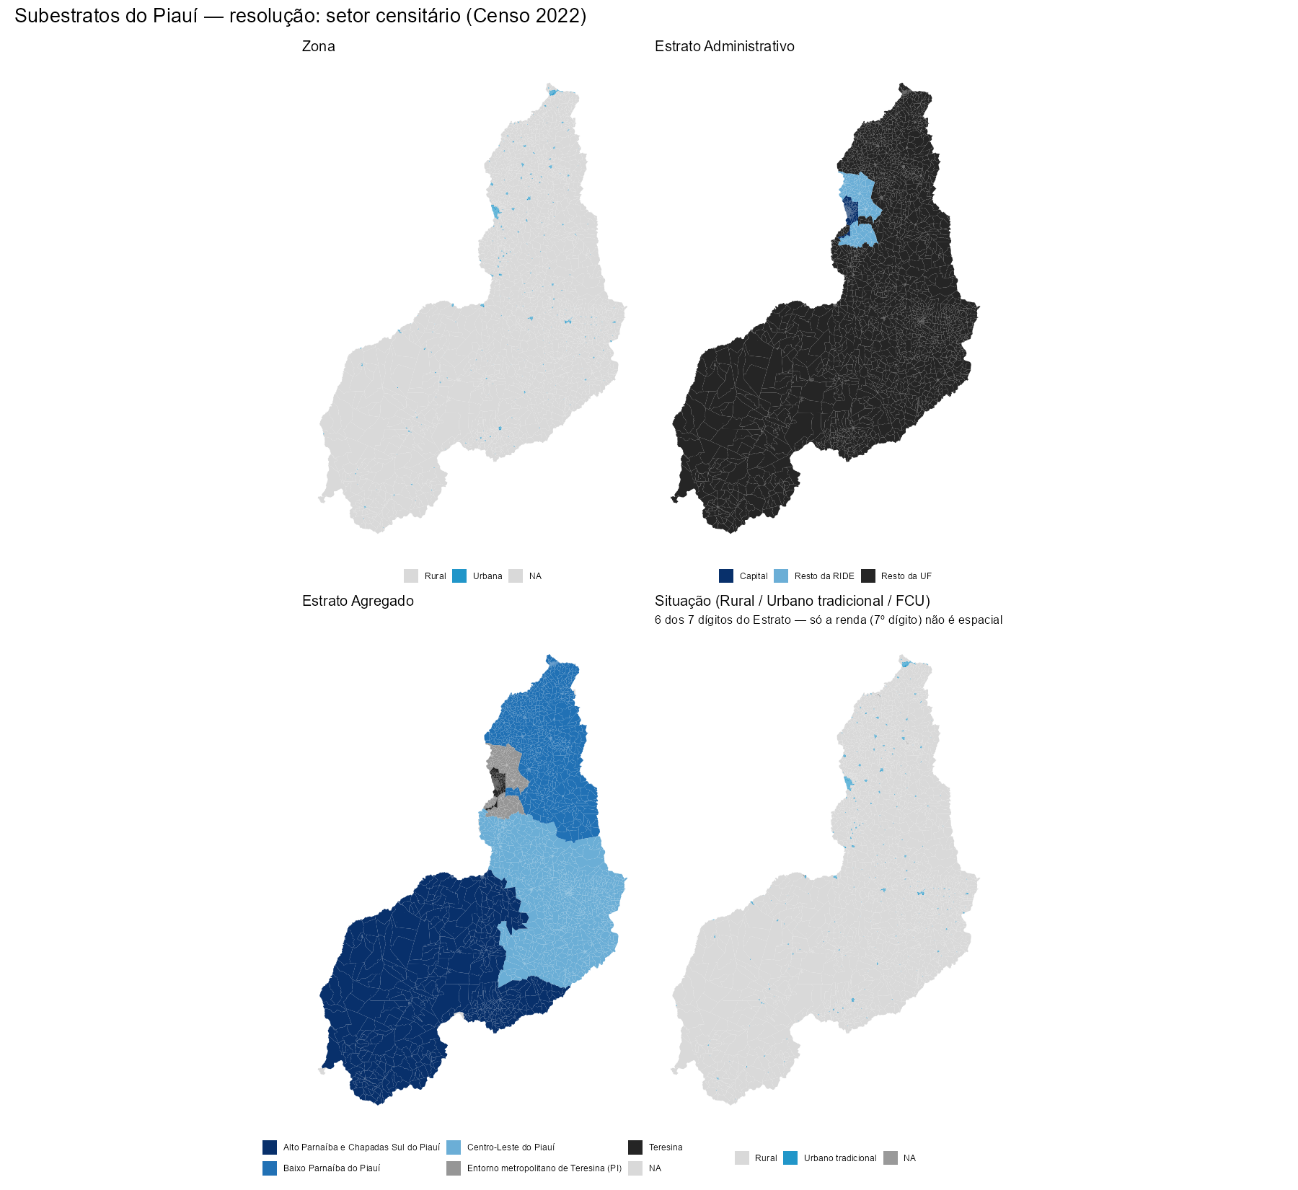 Subestratos do Piauí — resolução: setor censitário (Censo 2022)
Zona
Estrato Administrativo
Rural Urbana NA
Capital Resto da RIDE Resto da UF
Estrato Agregado
Situação (Rural / Urbano tradicional / FCU)
6 dos 7 dígitos do Estrato — só a renda (7º dígito) não é espacial
Alto Parnaíba e Chapadas Sul do Piauí Centro-Leste do Piauí Teresina
Baixo Parnaíba do Piauí Entorno metropolitano de Teresina (PI) NA
Rural Urbano tradicional NA